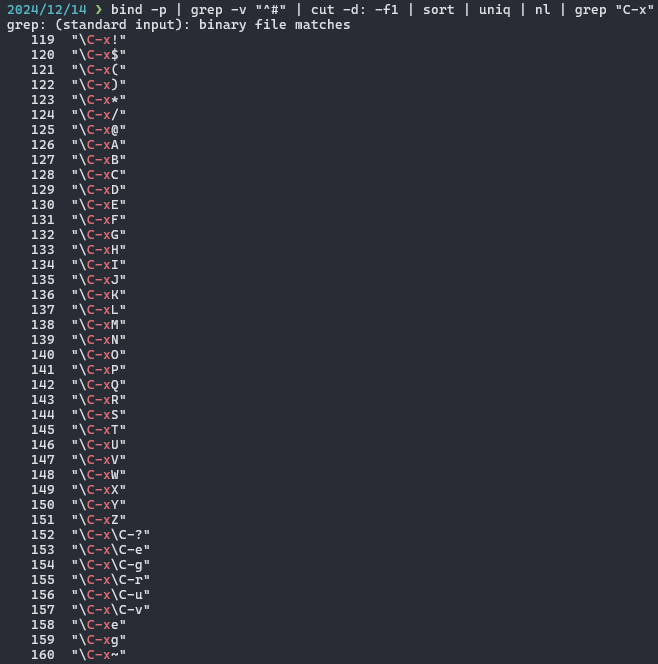 2024/12/14 ❯ bind -p | grep -v "^#" | cut -d: -f1 | sort | uniq | nl | grep "C-x"
grep: (standard input): binary file matches
119 "\C-x!"
120 "\C-x$"
121 "\C-x("
122 "\C-x)"
123 "\C-x*"
124 "\C-x/"
125 "\C-x@"
126 "\C-xA"
127 "\C-xB"
128 "\C-xC"
129 "\C-xD"
130 "\C-xE"
131 "\C-xF"
132 "\C-xG"
133 "\C-xH"
134 "\C-xI"
135 "\C-xJ"
136 "\C-xK"
137 "\C-xL"
138 "\C-xM"
139 "\C-xN"
140 "\C-xO"
141 "\C-xP"
142 "\C-xQ"
143 "\C-xR"
144 "\C-xS"
145 "\C-xT"
146 "\C-xU"
147 "\C-xV"
148 "\C-xW"
149 "\C-xX"
150 "\C-xY"
151 "\C-xZ"
152 "\C-x\C-?"
153 "\C-x\C-e"
154 "\C-x\C-g"
155 "\C-x\C-r"
156 "\C-x\C-u"
157 "\C-x\C-v"
158 "\C-xe"
159 "\C-xg"
160 "\C-x~"